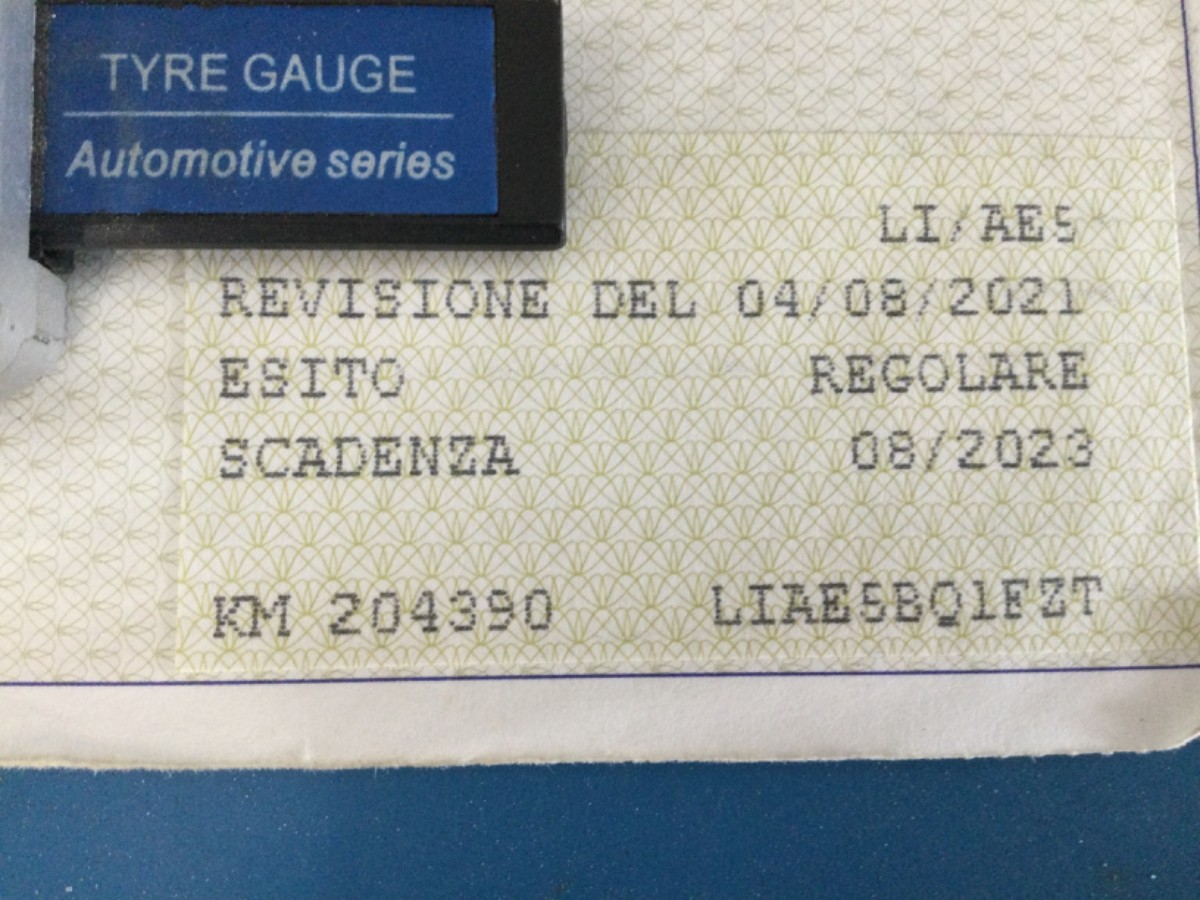 TYRE GAUGE
Automotive series
LI/AE5
REVISIONE DEL 04/08/2021
ESITO REGOLARE
SCADENZA 08/2023
KM 204390 LIAE5BQ1FZT